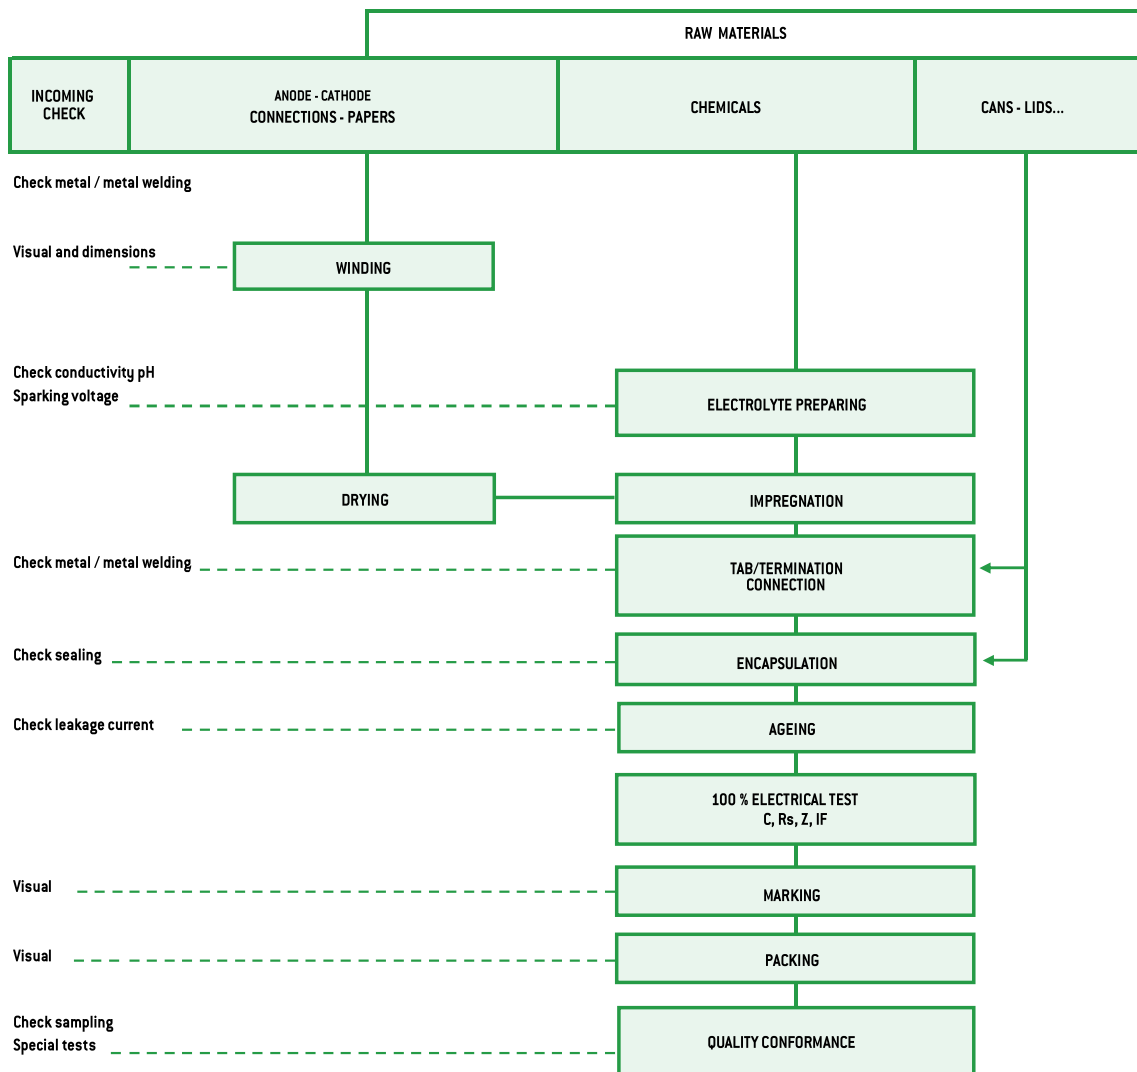 RAW MATERIALS
INCOMING
CHECK
ANODE - CATHODE
CONNECTIONS - PAPERS
CHEMICALS
CANS - LIDS...
Check metal / metal welding
Visual and dimensions
WINDING
Check conductivity pH
Sparking voltage
ELECTROLYTE PREPARING
DRYING
IMPREGNATION
Check metal / metal welding
TAB/TERMINATION
CONNECTION
Check sealing
ENCAPSULATION
Check leakage current
AGEING
100 % ELECTRICAL TEST
C, Rs, Z, IF
Visual
MARKING
Visual
PACKING
Check sampling
Special tests
QUALITY CONFORMANCE